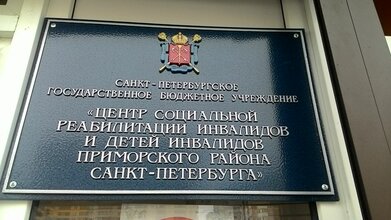 САНКТ-ПЕТЕРБУРГСКОЕ
ГОСУДАРСТВЕННОЕ БЮДЖЕТНОЕ УЧРЕЖДЕНИЕ
«ЦЕНТР СОЦИАЛЬНОЙ
РЕАБИЛИТАЦИИ ИНВАЛИДОВ
И ДЕТЕЙ ИНВАЛИДОВ
ПРИМОРСКОГО РАЙОНА
САНКТ-ПЕТЕРБУРГА»